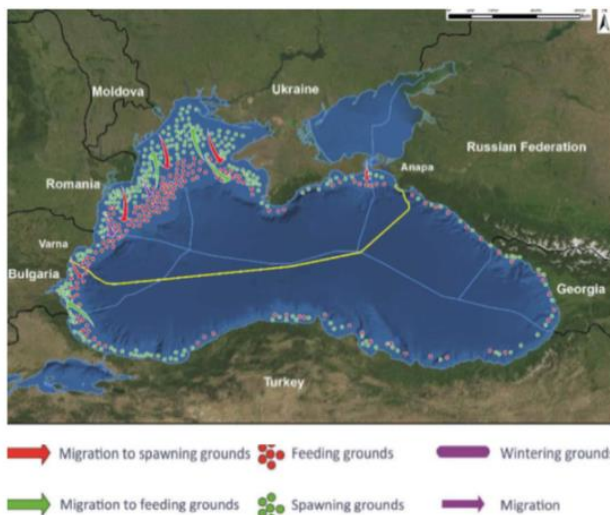 Moldova
Ukraine
Russian Federation
Anapa
Romania
Varna
Bulgaria
Georgia
Turkey
Migration to spawning grounds
Feeding grounds
Wintering grounds
Migration to feeding grounds
Spawning grounds
Migration